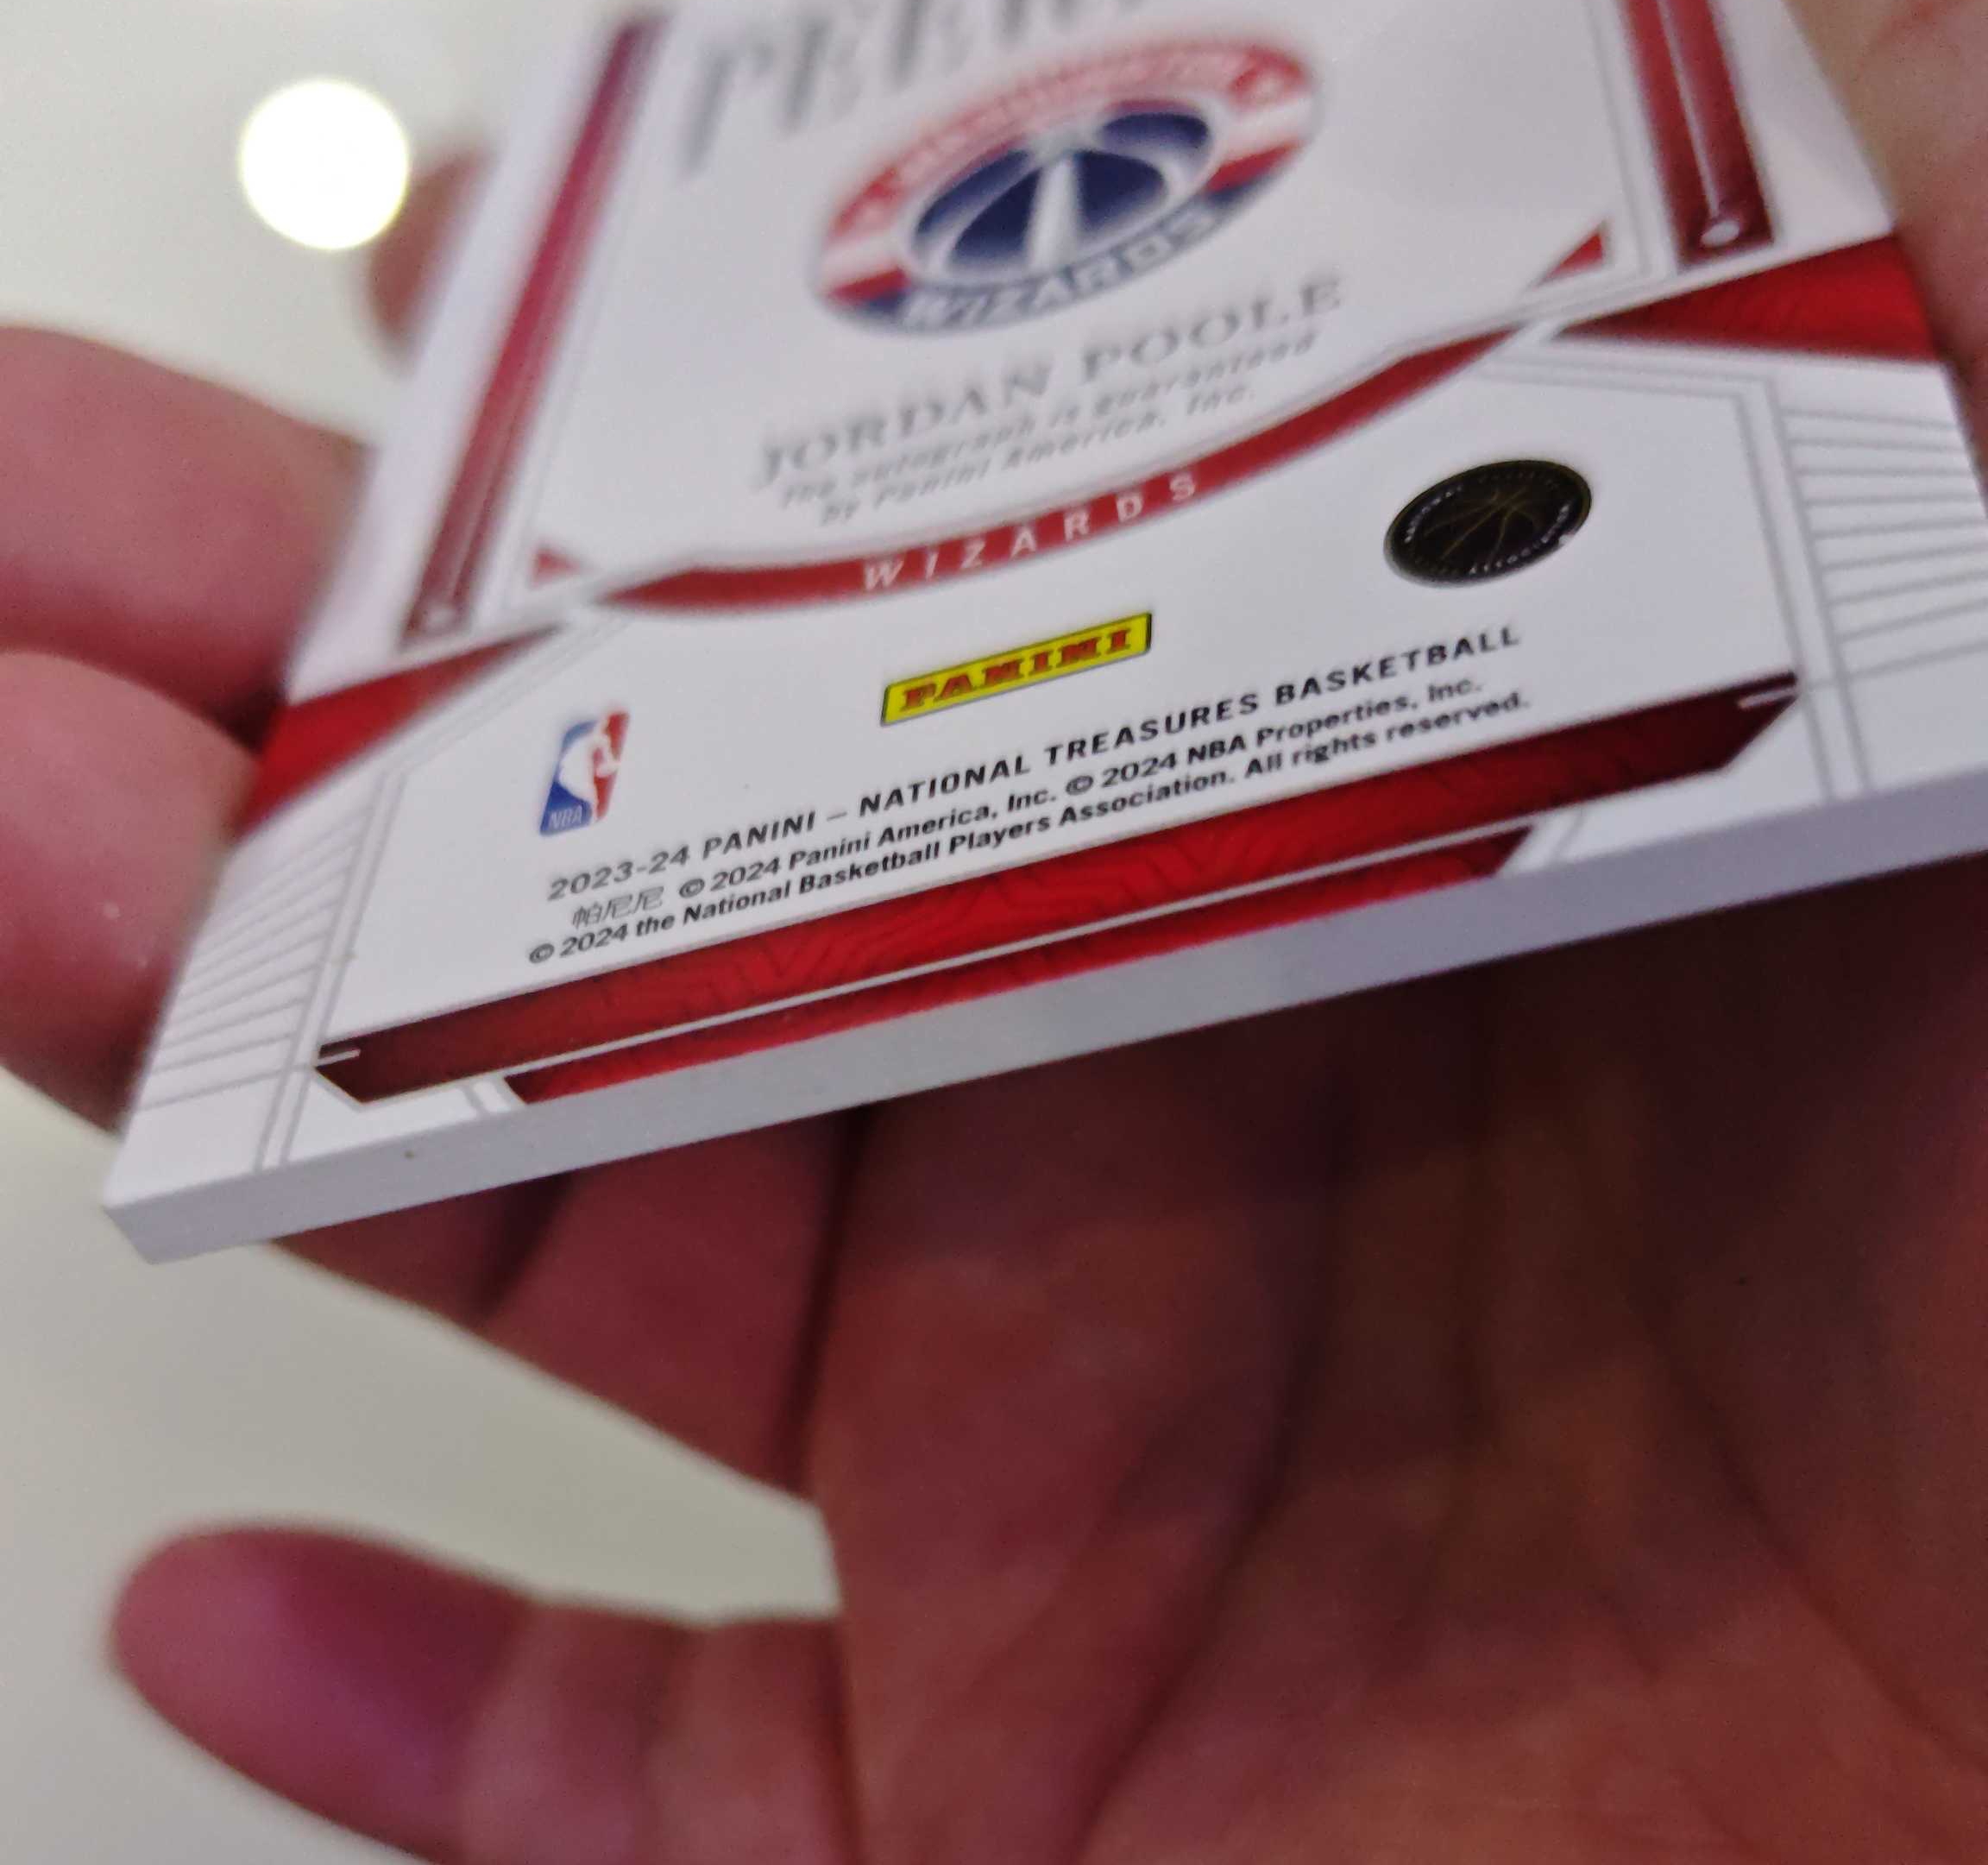 WIZARDS
JORDAN POOLE
The autograph is guaranteed
by Panini America, Inc.
WIZARDS
PANINI
NBA
2023-24 PANINI – NATIONAL TREASURES BASKETBALL
帕尼尼 © 2024 Panini America, Inc. © 2024 NBA Properties, Inc.
© 2024 the National Basketball Players Association. All rights reserved.